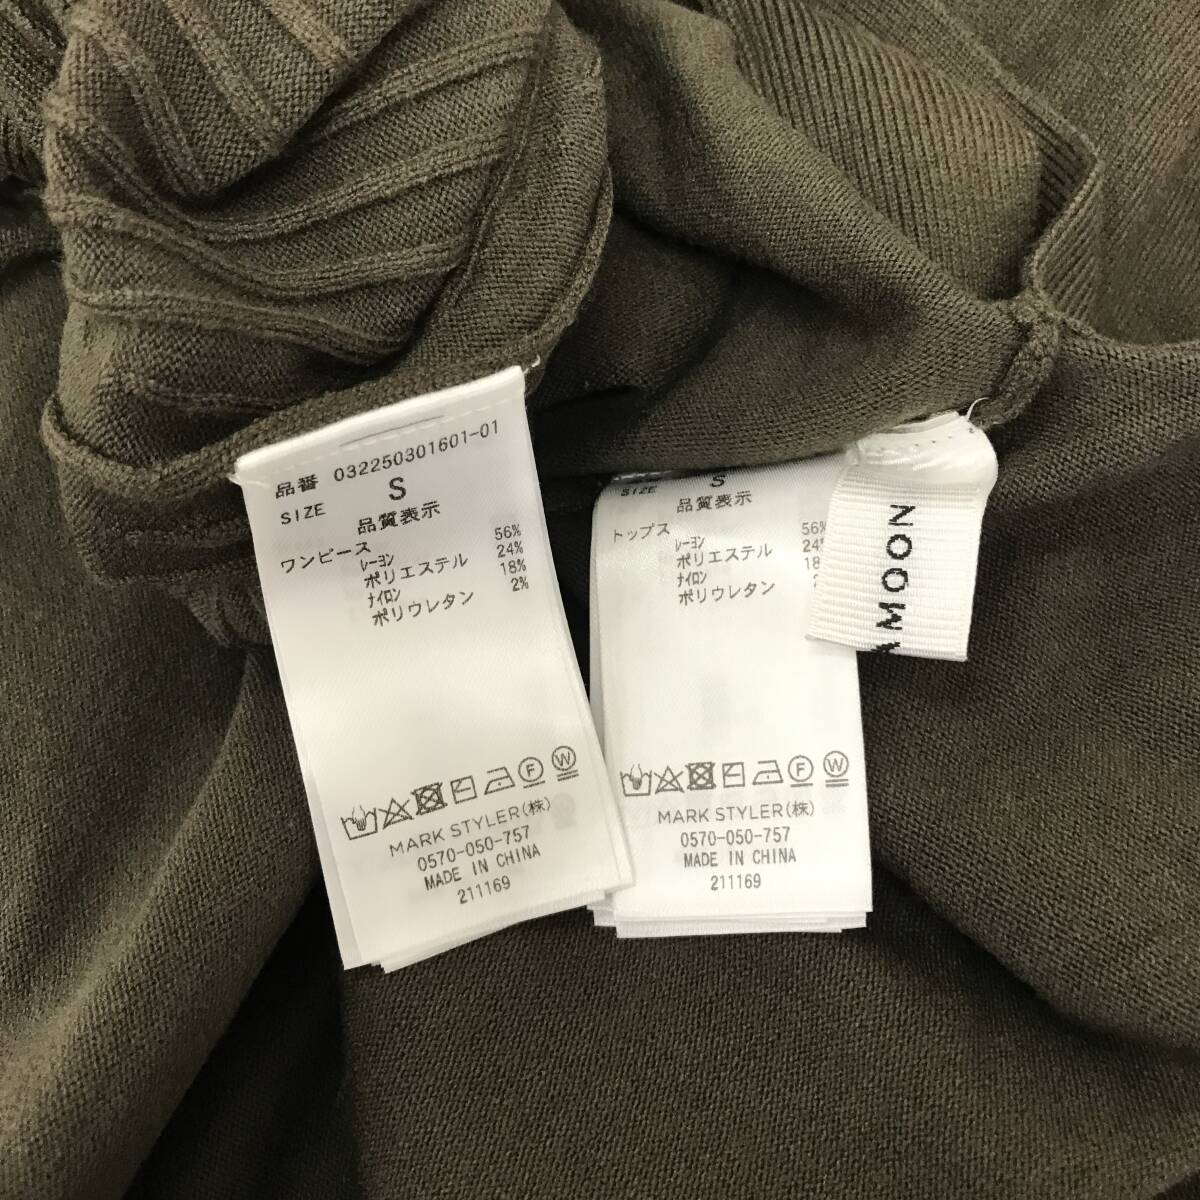 品番 032250301601-01
SIZE S
品質表示
ワンピース
レーヨン 56%
ポリエステル 24%
ナイロン 18%
ポリウレタン 2%
MARK STYLER(株)
0570-050-757
MADE IN CHINA
211169
SIZE S
品質表示
トップス
レーヨン 56%
ポリエステル 24
ナイロン 18
ポリウレタン
MARK STYLER(株)
0570-050-757
MADE IN CHINA
211169
AMOON